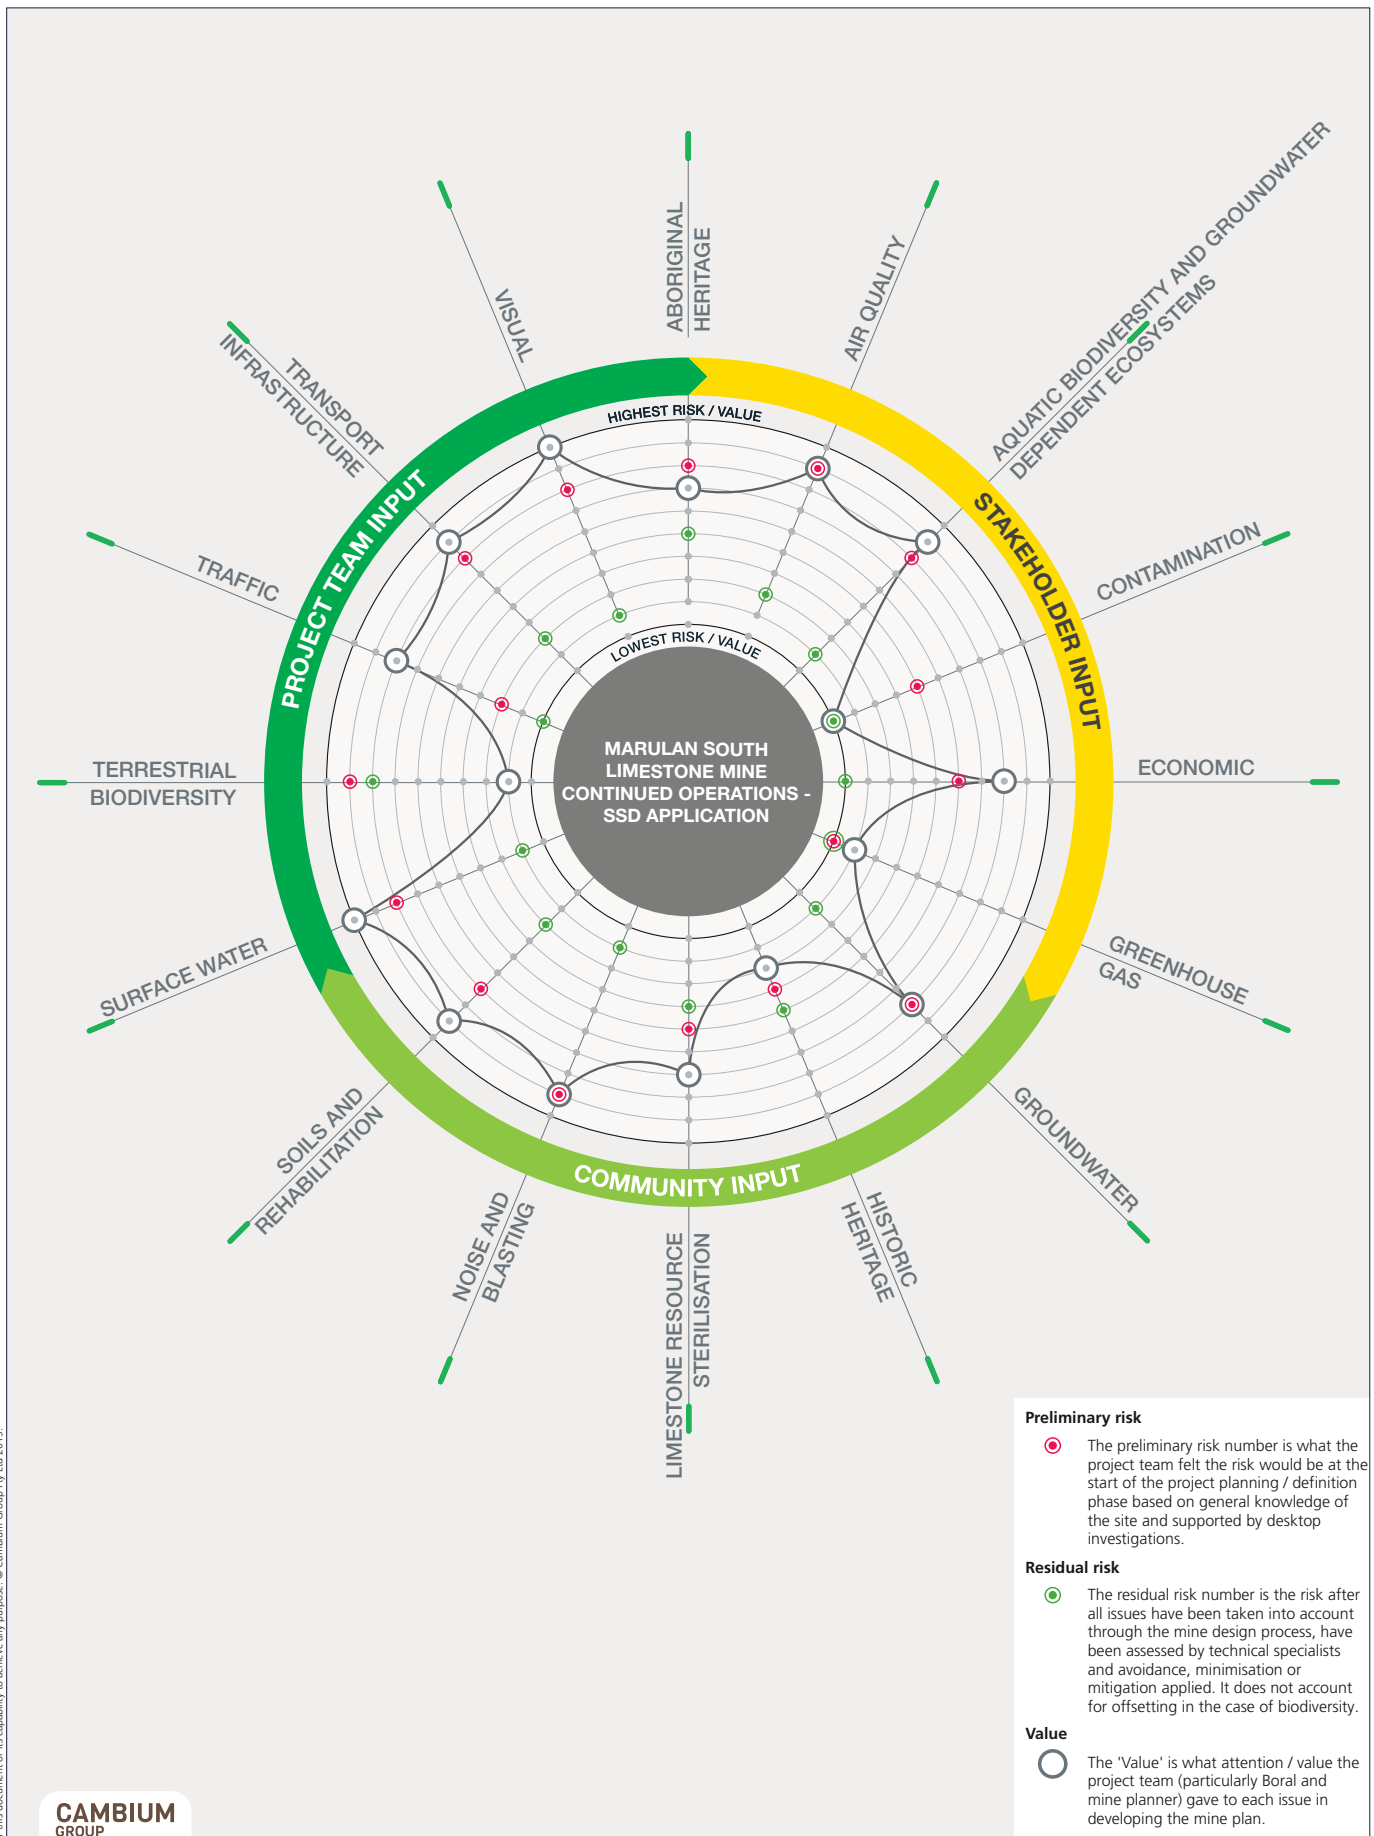 ABORIGINAL
HERITAGE
AIR QUALITY
AQUATIC BIODIVERSITY AND GROUNDWATER
DEPENDENT ECOSYSTEMS
CONTAMINATION
ECONOMIC
GREENHOUSE
GAS
GROUNDWATER
HISTORIC
HERITAGE
LIMESTONE RESOURCE
STERILISATION
NOISE AND
BLASTING
SOILS AND
REHABILITATION
SURFACE WATER
TERRESTRIAL
BIODIVERSITY
TRAFFIC
TRANSPORT
INFRASTRUCTURE
VISUAL
PROJECT TEAM INPUT
STAKEHOLDER INPUT
COMMUNITY INPUT
HIGHEST RISK / VALUE
LOWEST RISK / VALUE
MARULAN SOUTH
LIMESTONE MINE
CONTINUED OPERATIONS -
SSD APPLICATION
Preliminary risk
The preliminary risk number is what the
project team felt the risk would be at the
start of the project planning / definition
phase based on general knowledge of
the site and supported by desktop
investigations.
Residual risk
The residual risk number is the risk after
all issues have been taken into account
through the mine design process, have
been assessed by technical specialists
and avoidance, minimisation or
mitigation applied. It does not account
for offsetting in the case of biodiversity.
Value
The 'Value' is what attention / value the
project team (particularly Boral and
mine planner) gave to each issue in
developing the mine plan.
CAMBIUM
GROUP